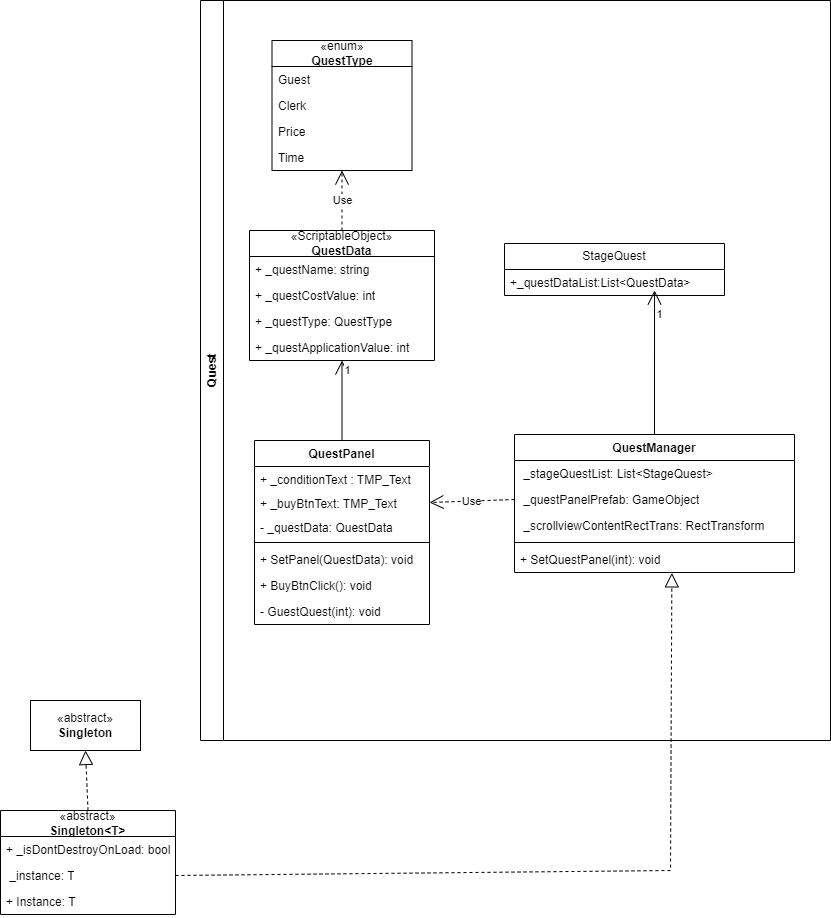 «enum»
QuestType
Guest
Clerk
Price
Time
Use
«ScriptableObject»
QuestData
+ _questName: string
+ _questCostValue: int
+ _questType: QuestType
+ _questApplicationValue: int
1
StageQuest
+_questDataList:List<QuestData>
1
Quest
QuestPanel
+ _conditionText : TMP_Text
+ _buyBtnText: TMP_Text
- _questData: QuestData
+ SetPanel(QuestData): void
+ BuyBtnClick(): void
- GuestQuest(int): void
Use
QuestManager
_stageQuestList: List<StageQuest>
_questPanelPrefab: GameObject
_scrollviewContentRectTrans: RectTransform
+ SetQuestPanel(int): void
«abstract»
Singleton
«abstract»
Singleton<T>
+ _isDontDestroyOnLoad: bool
_instance: T
+ Instance: T